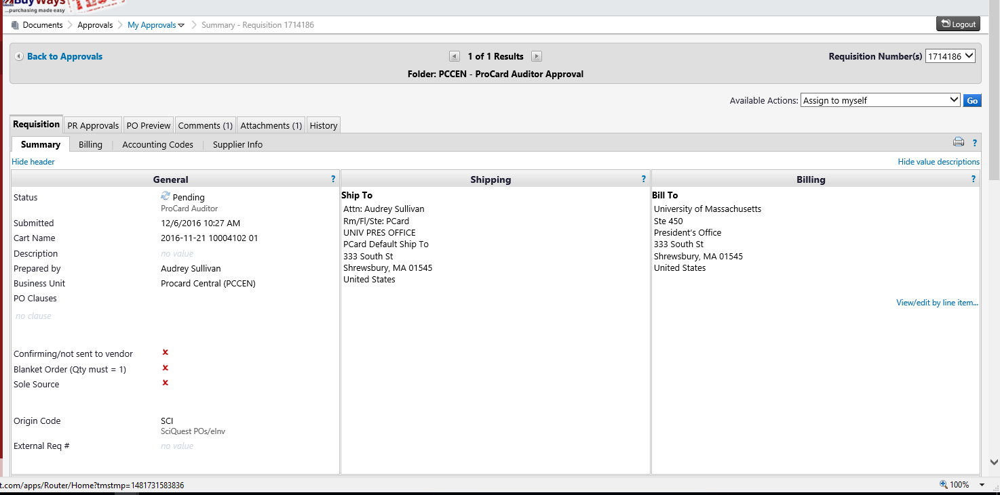 BuyWays
...purchasing made easy
TEST
Documents Approvals My Approvals Summary - Requisition 1714186
Logout
Back to Approvals
1 of 1 Results
Requisition Number(s) 1714186
Folder: PCCEN - ProCard Auditor Approval
Available Actions: Assign to myself Go
Requisition PR Approvals PO Preview Comments (1) Attachments (1) History
Summary Billing Accounting Codes Supplier Info ?
Hide header Hide value descriptions
General ?
Status Pending
ProCard Auditor
Submitted 12/6/2016 10:27 AM
Cart Name 2016-11-21 10004102 01
Description no value
Prepared by Audrey Sullivan
Business Unit Procard Central (PCCEN)
PO Clauses
no clause
Confirming/not sent to vendor
Blanket Order (Qty must = 1)
Sole Source
Origin Code SCI
SciQuest POs/eInv
External Req # no value
Shipping ?
Ship To
Attn: Audrey Sullivan
Rm/Fl/Ste: PCard
UNIV PRES OFFICE
PCard Default Ship To
333 South St
Shrewsbury, MA 01545
United States
Billing ?
Bill To
University of Massachusetts
Ste 450
President's Office
333 South St
Shrewsbury, MA 01545
United States
View/edit by line item...
t.com/apps/Router/Home?tmstmp=1481731583836
100%